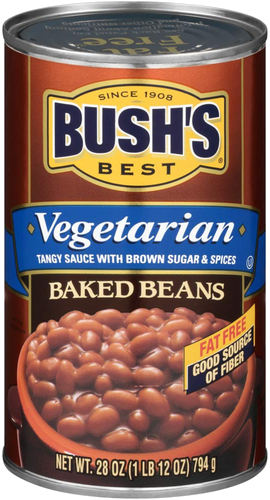 SINCE 1908
BUSH'S
BEST
Vegetarian
TANGY SAUCE WITH BROWN SUGAR & SPICES
U
BAKED BEANS
FAT FREE
GOOD SOURCE
OF FIBER
NET WT. 28 OZ (1 LB 12 OZ) 794 g